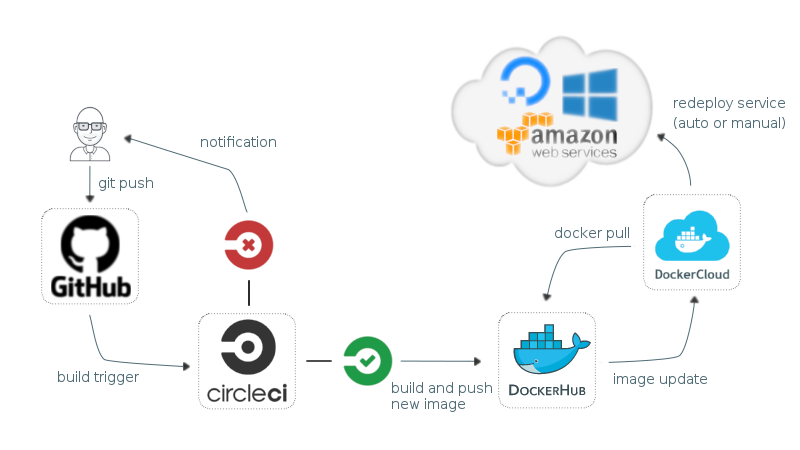 amazon
web services
redeploy service
(auto or manual)
notification
git push
docker pull
GitHub
DockerCloud
build trigger
circleci
build and push
new image
DockerHub
image update